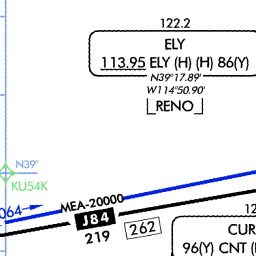 122.2
ELY
113.95 ELY (H) (H) 86(Y)
N39°17.89'
W114°50.90'
RENO
N39°
KU54K
064
MEA-20000
J84
219
262
12
CUR
96(Y) CNT (